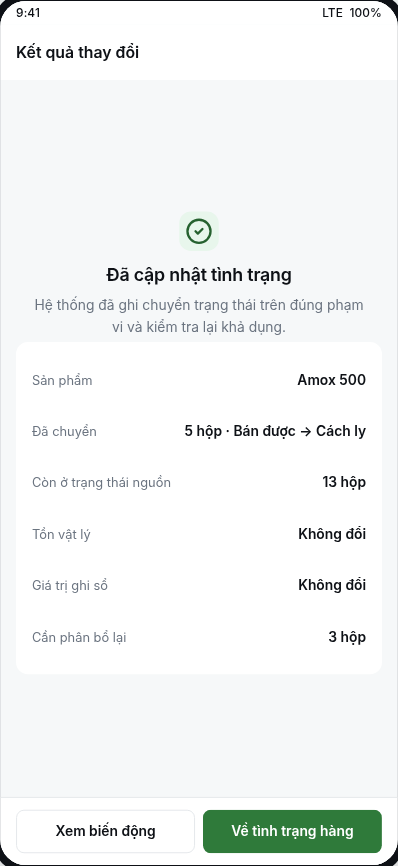 9:41
LTE 100%
Kết quả thay đổi
Đã cập nhật tình trạng
Hệ thống đã ghi chuyển trạng thái trên đúng phạm
vi và kiểm tra lại khả dụng.
Sản phẩm
Amox 500
Đã chuyển
5 hộp · Bán được → Cách ly
Còn ở trạng thái nguồn
13 hộp
Tồn vật lý
Không đổi
Giá trị ghi sổ
Không đổi
Cần phân bổ lại
3 hộp
Xem biến động
Về tình trạng hàng